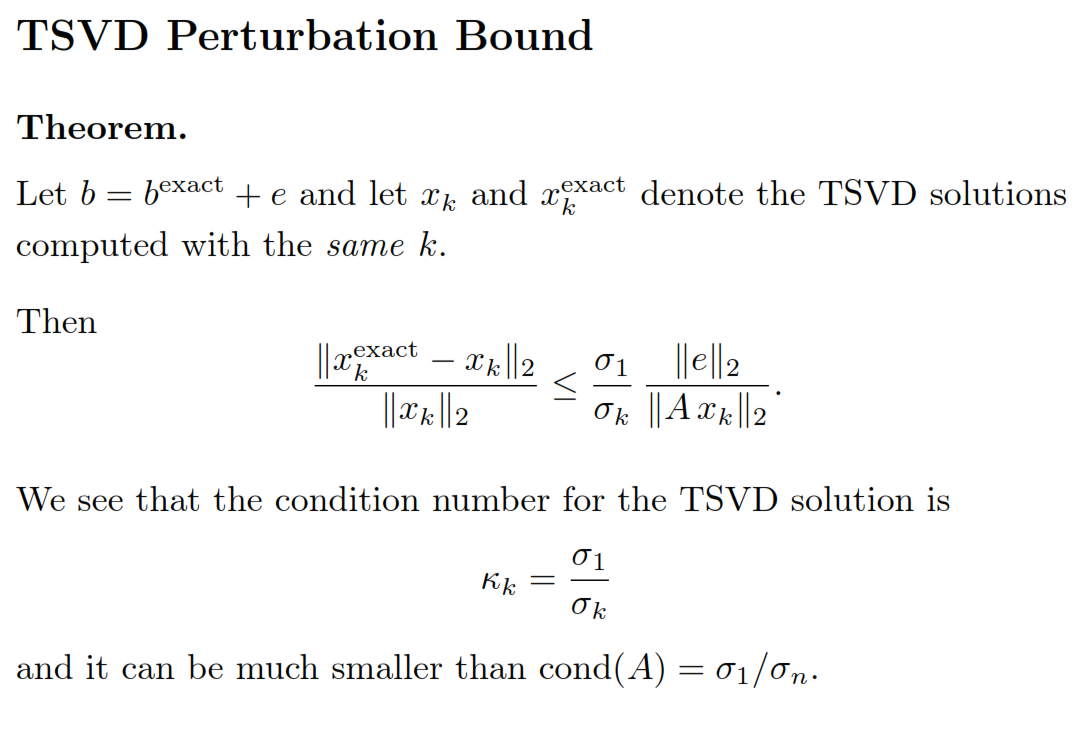 TSVD Perturbation Bound
Theorem.
Let $b = b^{\text{exact}} + e$ and let $x_k$ and $x_k^{\text{exact}}$ denote the TSVD solutions
computed with the same $k$.
Then
$$\frac{\|x_k^{\text{exact}} - x_k\|_2}{\|x_k\|_2} \leq \frac{\sigma_1}{\sigma_k} \frac{\|e\|_2}{\|A\,x_k\|_2}.$$
We see that the condition number for the TSVD solution is
$$\kappa_k = \frac{\sigma_1}{\sigma_k}$$
and it can be much smaller than $\text{cond}(A) = \sigma_1/\sigma_n$.